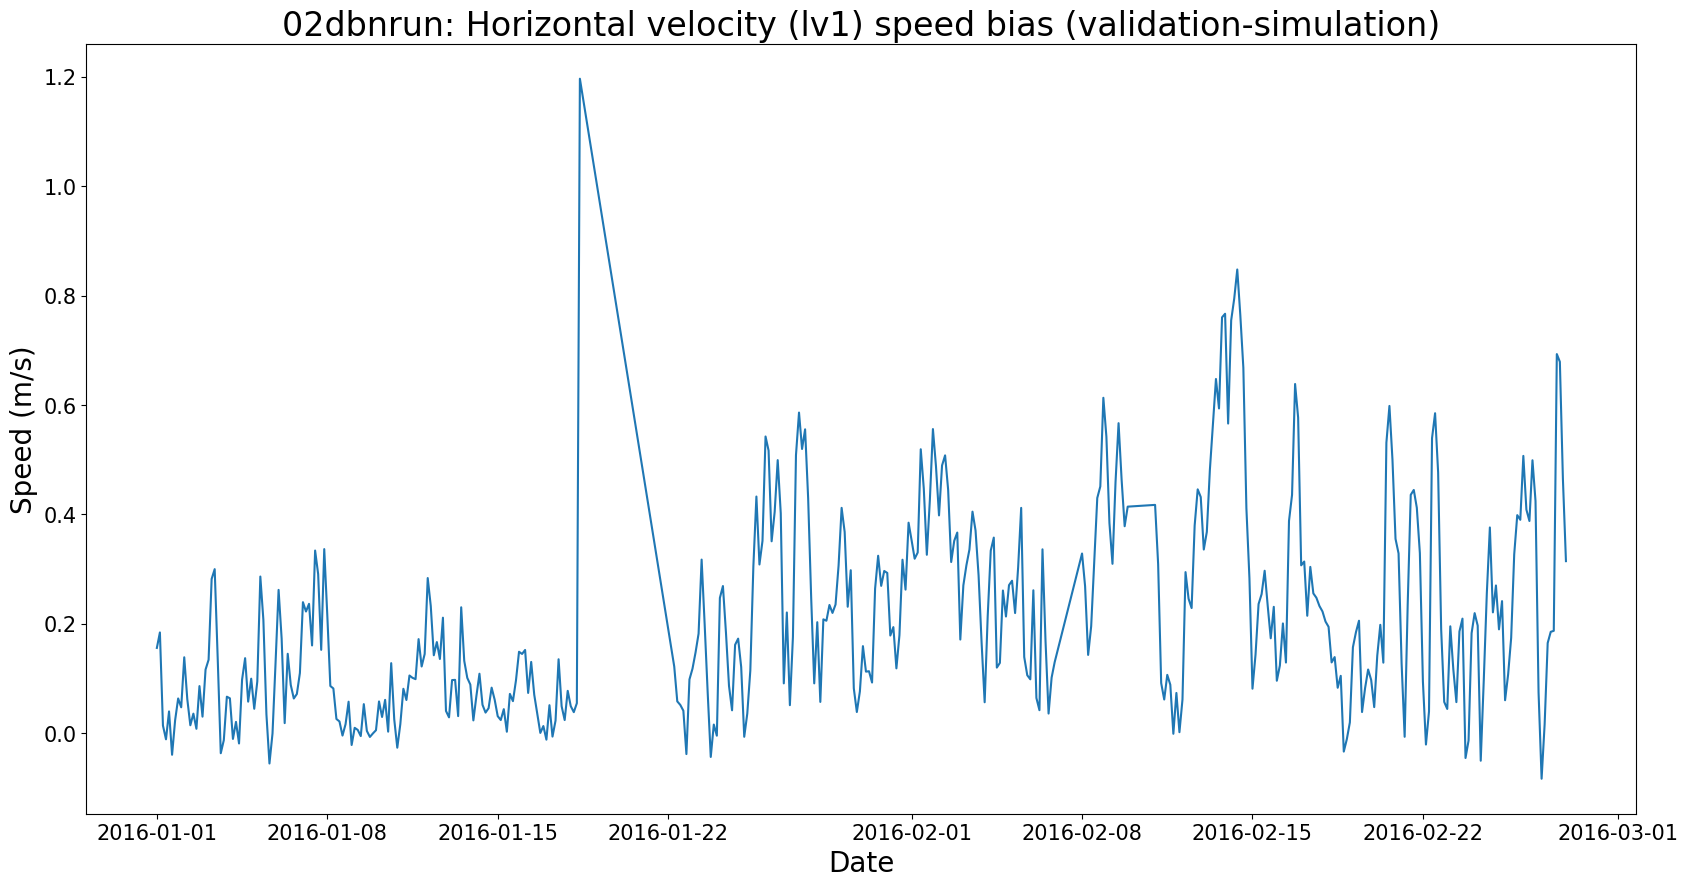 02dbnrun: Horizontal velocity (lv1) speed bias (validation-simulation)
Speed (m/s)
1.2
1.0
0.8
0.6
0.4
0.2
0.0
2016-01-01 2016-01-08 2016-01-15 2016-01-22 2016-02-01 2016-02-08 2016-02-15 2016-02-22 2016-03-01
Date